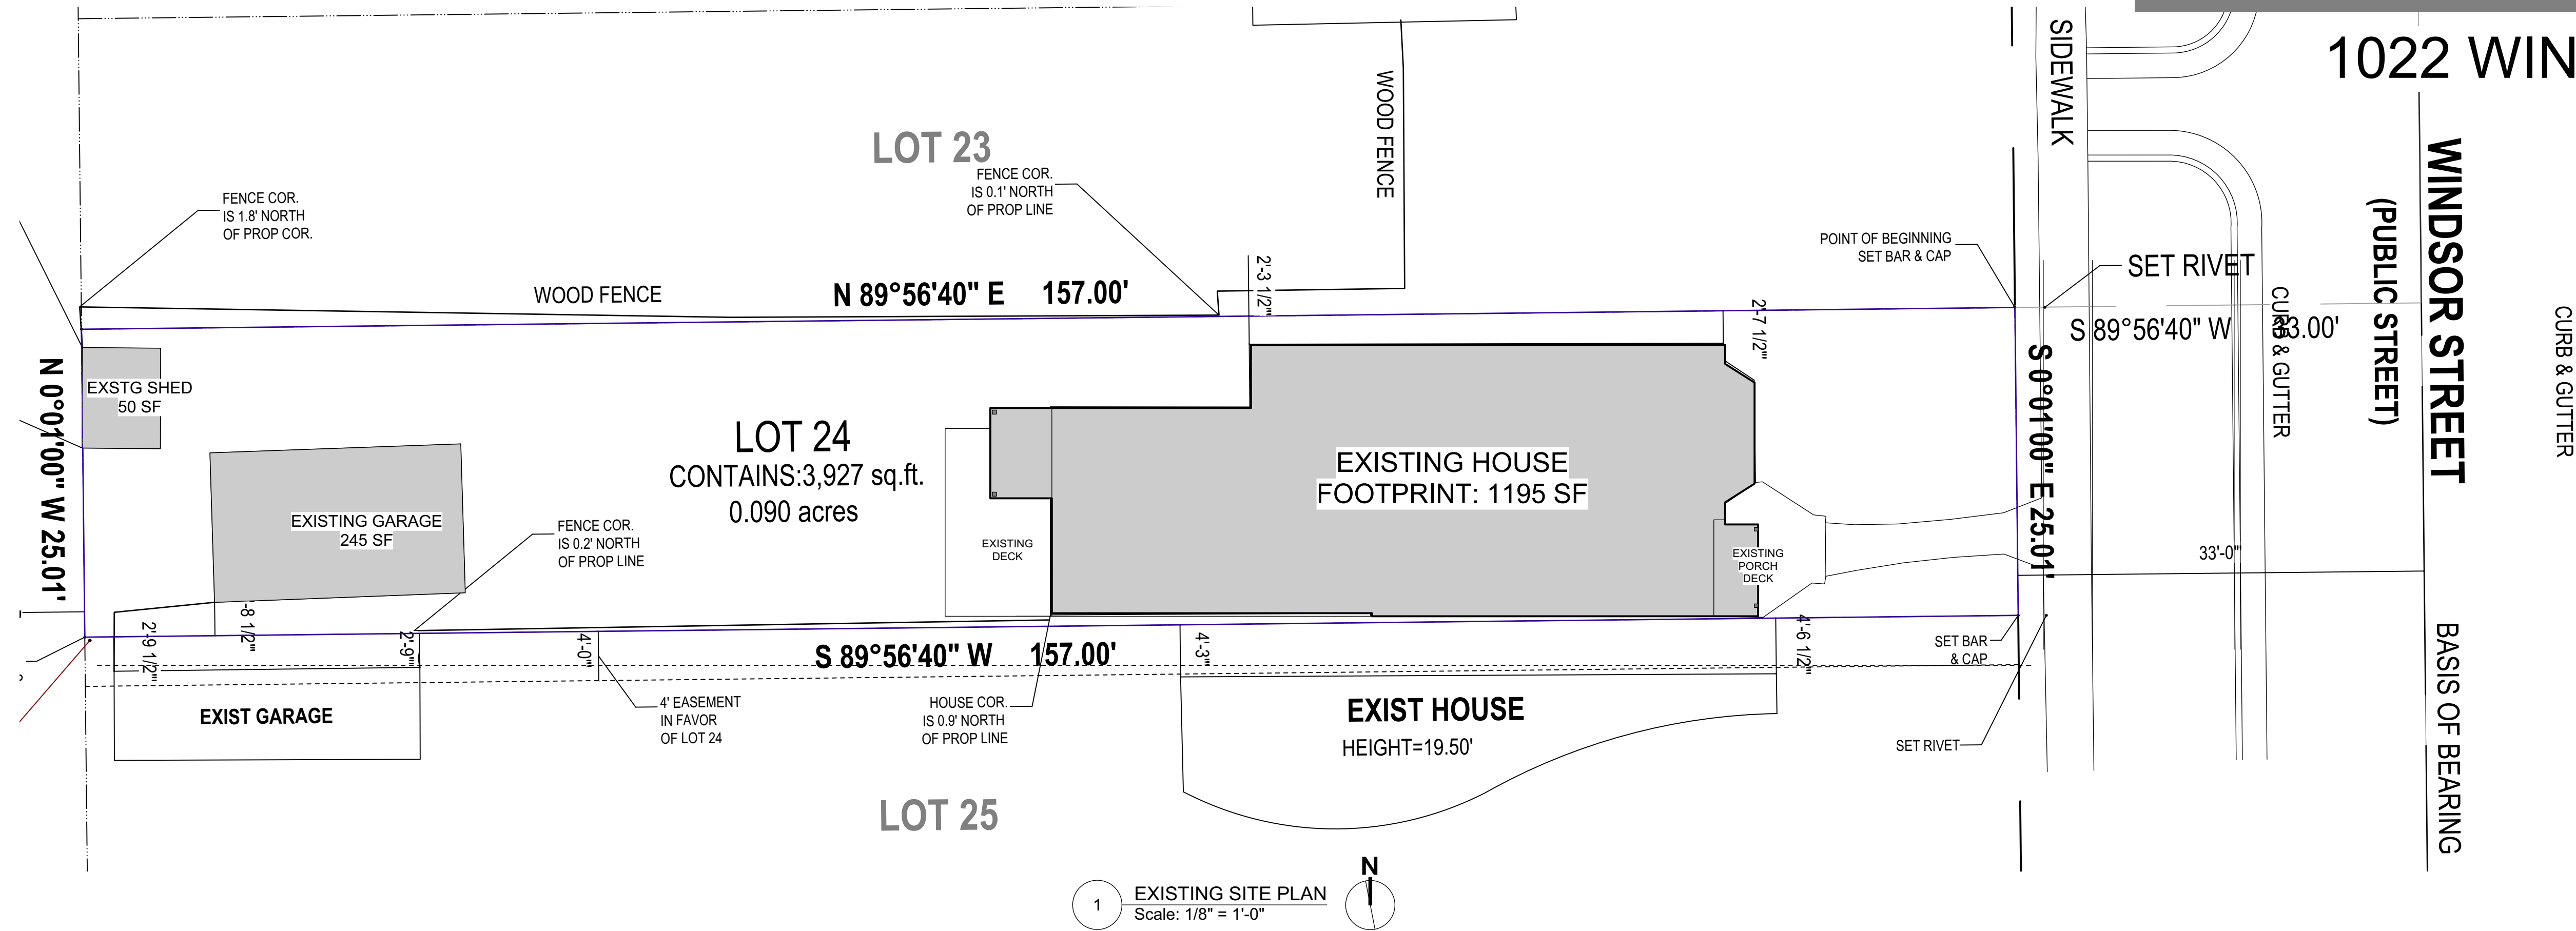 1022 WIN
SIDEWALK
WOOD FENCE
WINDSOR STREET
(PUBLIC STREET)
LOT 23
FENCE COR.
IS 0.1' NORTH
OF PROP LINE
FENCE COR.
IS 1.8' NORTH
OF PROP COR.
POINT OF BEGINNING
SET BAR & CAP
SET RIVET
WOOD FENCE
N 89°56'40" E 157.00'
2'-3 1/2"
2'-7 1/2"
S 89°56'40" W 33.00'
CURB & GUTTER
CURB & GUTTER
N 0°01'00" W 25.01'
EXSTG SHED
50 SF
S 0°01'00" E 25.01'
LOT 24
CONTAINS:3,927 sq.ft.
0.090 acres
EXISTING HOUSE
FOOTPRINT: 1195 SF
EXISTING GARAGE
245 SF
FENCE COR.
IS 0.2' NORTH
OF PROP LINE
EXISTING
DECK
EXISTING
PORCH
DECK
33'-0"
2'-9 1/2"
-8 1/2"
2'-9"
4'-0"
S 89°56'40" W 157.00'
4'-3"
4'-6 1/2"
SET BAR
& CAP
BASIS OF BEARING
EXIST GARAGE
4' EASEMENT
IN FAVOR
OF LOT 24
HOUSE COR.
IS 0.9' NORTH
OF PROP LINE
EXIST HOUSE
HEIGHT=19.50'
SET RIVET
LOT 25
N
1
EXISTING SITE PLAN
Scale: 1/8" = 1'-0"